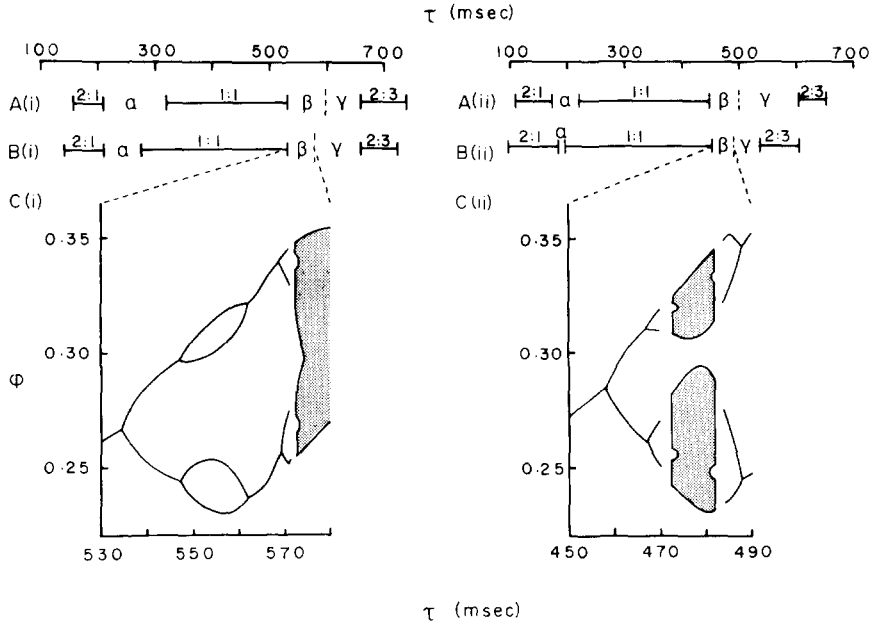 τ (msec)
100 300 500 700
100 300 500 700
A(i) 2:1 α 1:1 β γ 2:3
A(ii) 2:1 α 1:1 β γ 2:3
B(i) 2:1 α 1:1 β γ 2:3
B(ii) 2:1 α 1:1 β γ 2:3
C(i)
0.35
0.30
φ
0.25
530 550 570
C(ii)
0.35
0.30
0.25
450 470 490
τ (msec)